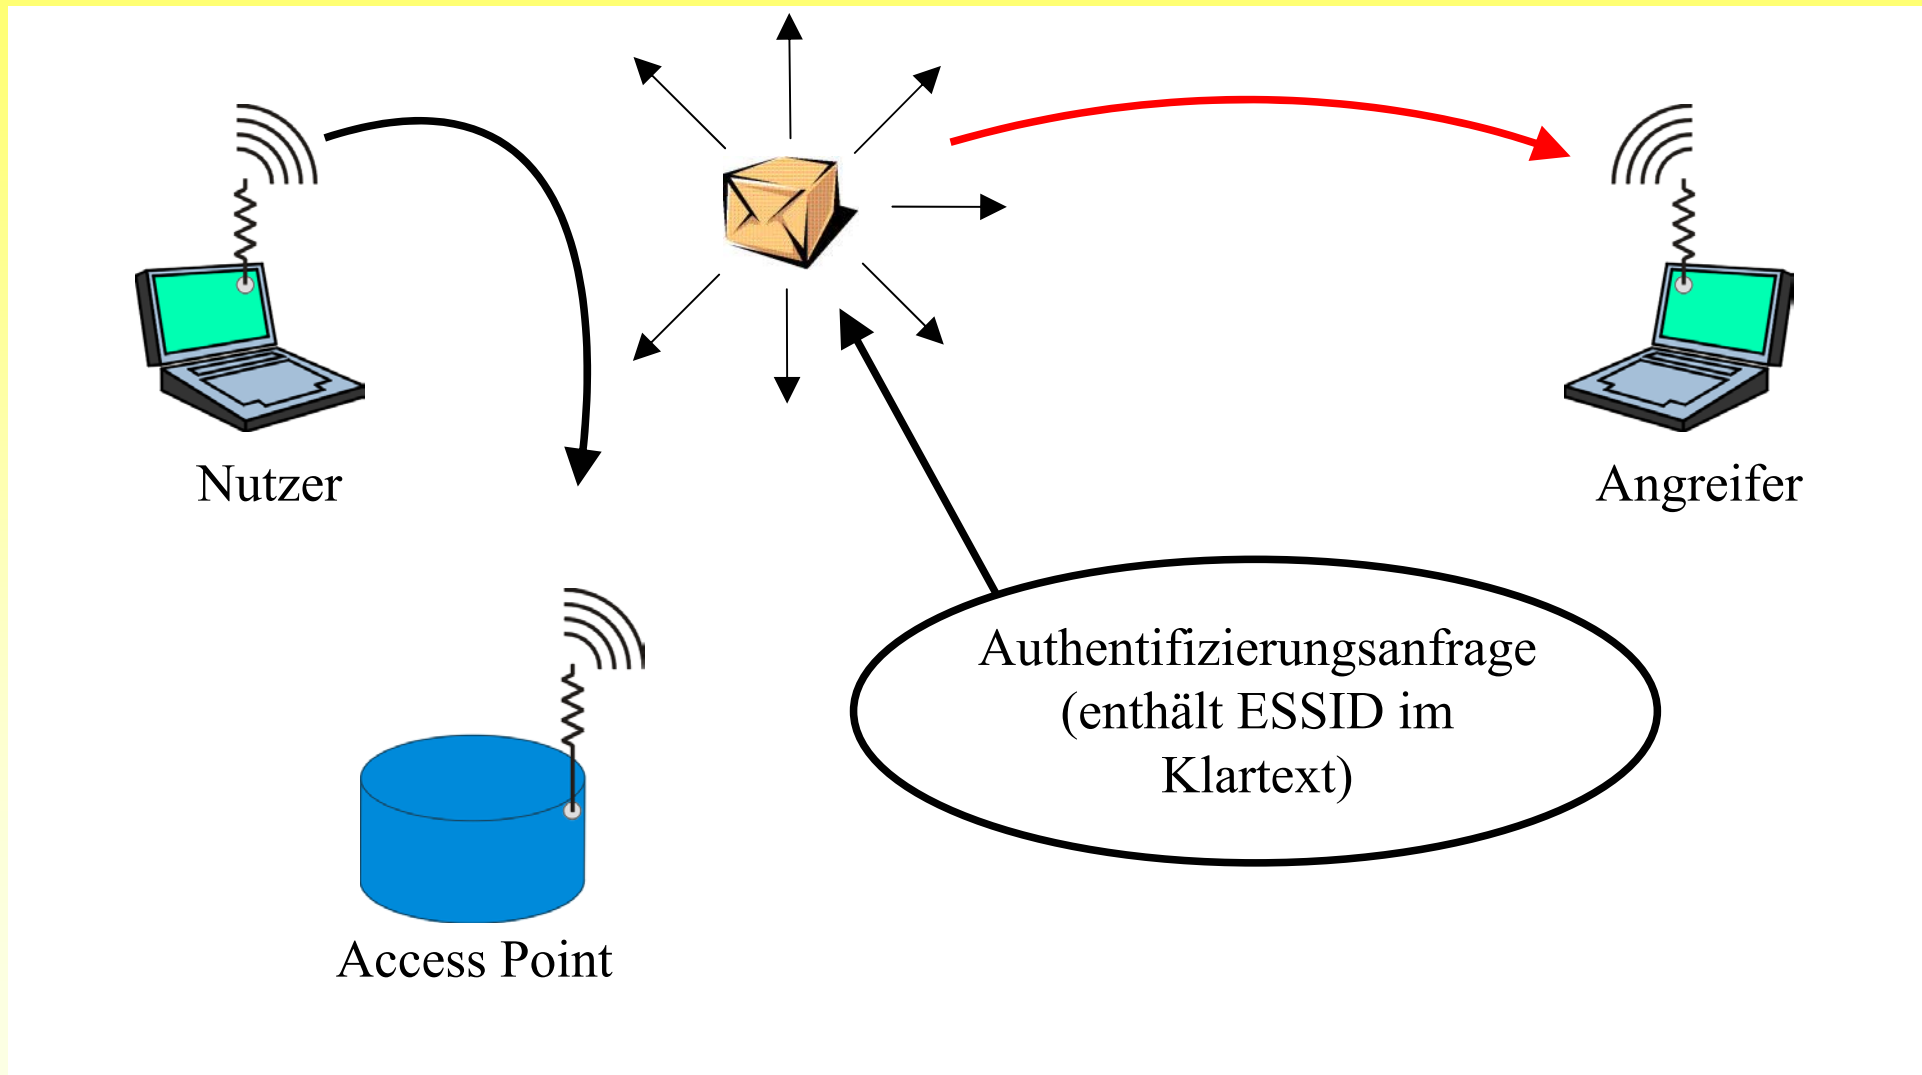 Nutzer
Angreifer
Authentifizierungsanfrage
(enthält ESSID im
Klartext)
Access Point